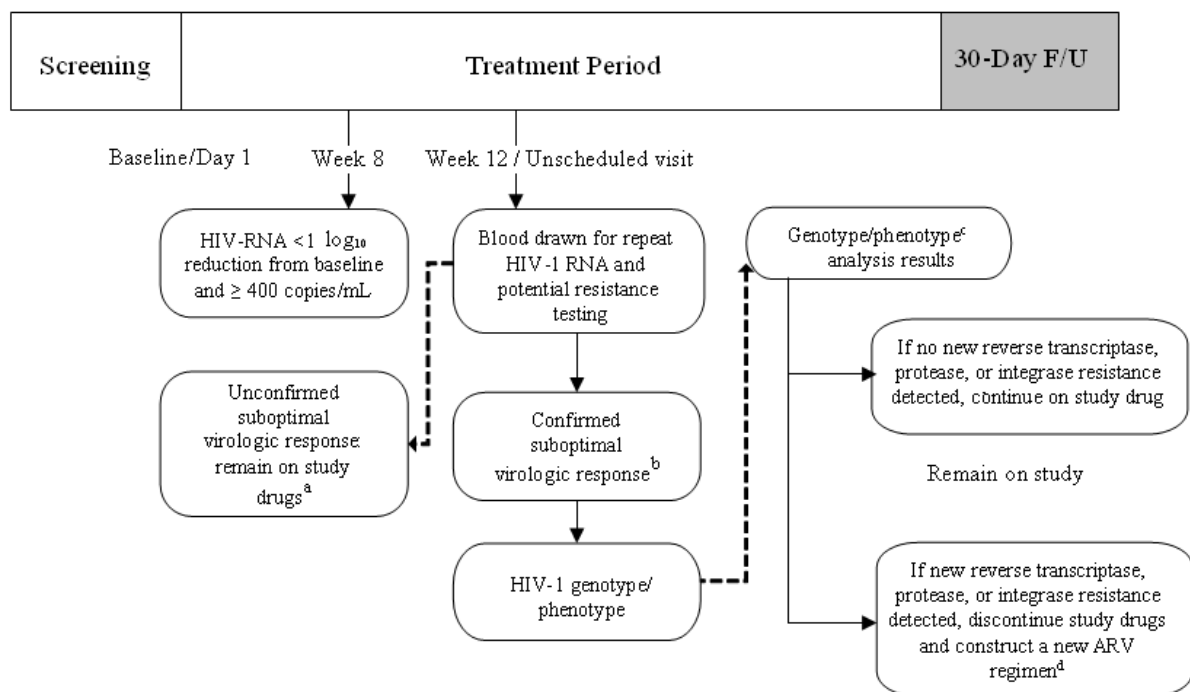 Screening
Treatment Period
30-Day F/U
Baseline/Day 1
Week 8
Week 12 / Unscheduled visit
HIV-RNA <1 log₁₀
reduction from baseline
and ≥ 400 copies/mL
Blood drawn for repeat
HIV-1 RNA and
potential resistance
testing
Genotype/phenotypeᶜ
analysis results
Unconfirmed
suboptimal
virologic response:
remain on study
drugsᵃ
Confirmed
suboptimal
virologic responseᵇ
HIV-1 genotype/
phenotype
If no new reverse transcriptase,
protease, or integrase resistance
detected, continue on study drug
Remain on study
If new reverse transcriptase,
protease, or integrase resistance
detected, discontinue study drugs
and construct a new ARV
regimenᵈ